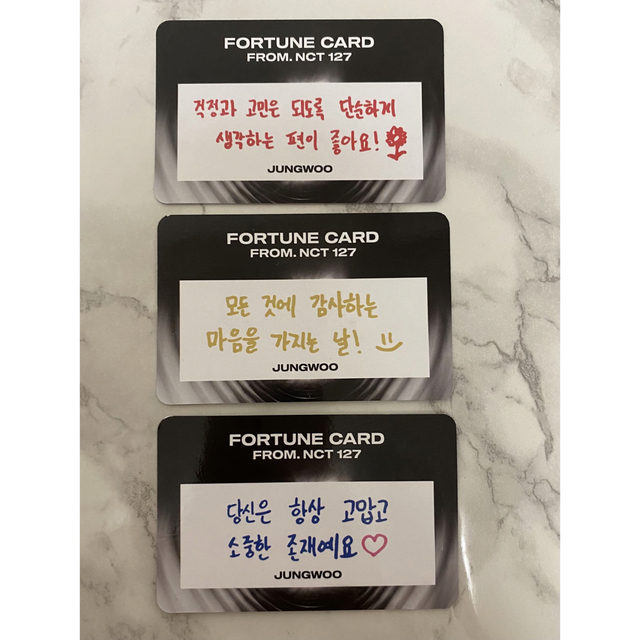 FORTUNE CARD
FROM. NCT 127
걱정과 고민은 되도록 단순하게
생각하는 편이 좋아요!
JUNGWOO
FORTUNE CARD
FROM. NCT 127
모든 것에 감사하는
마음을 가지는 날!
JUNGWOO
FORTUNE CARD
FROM. NCT 127
당신은 항상 고맙고
소중한 존재예요♡
JUNGWOO